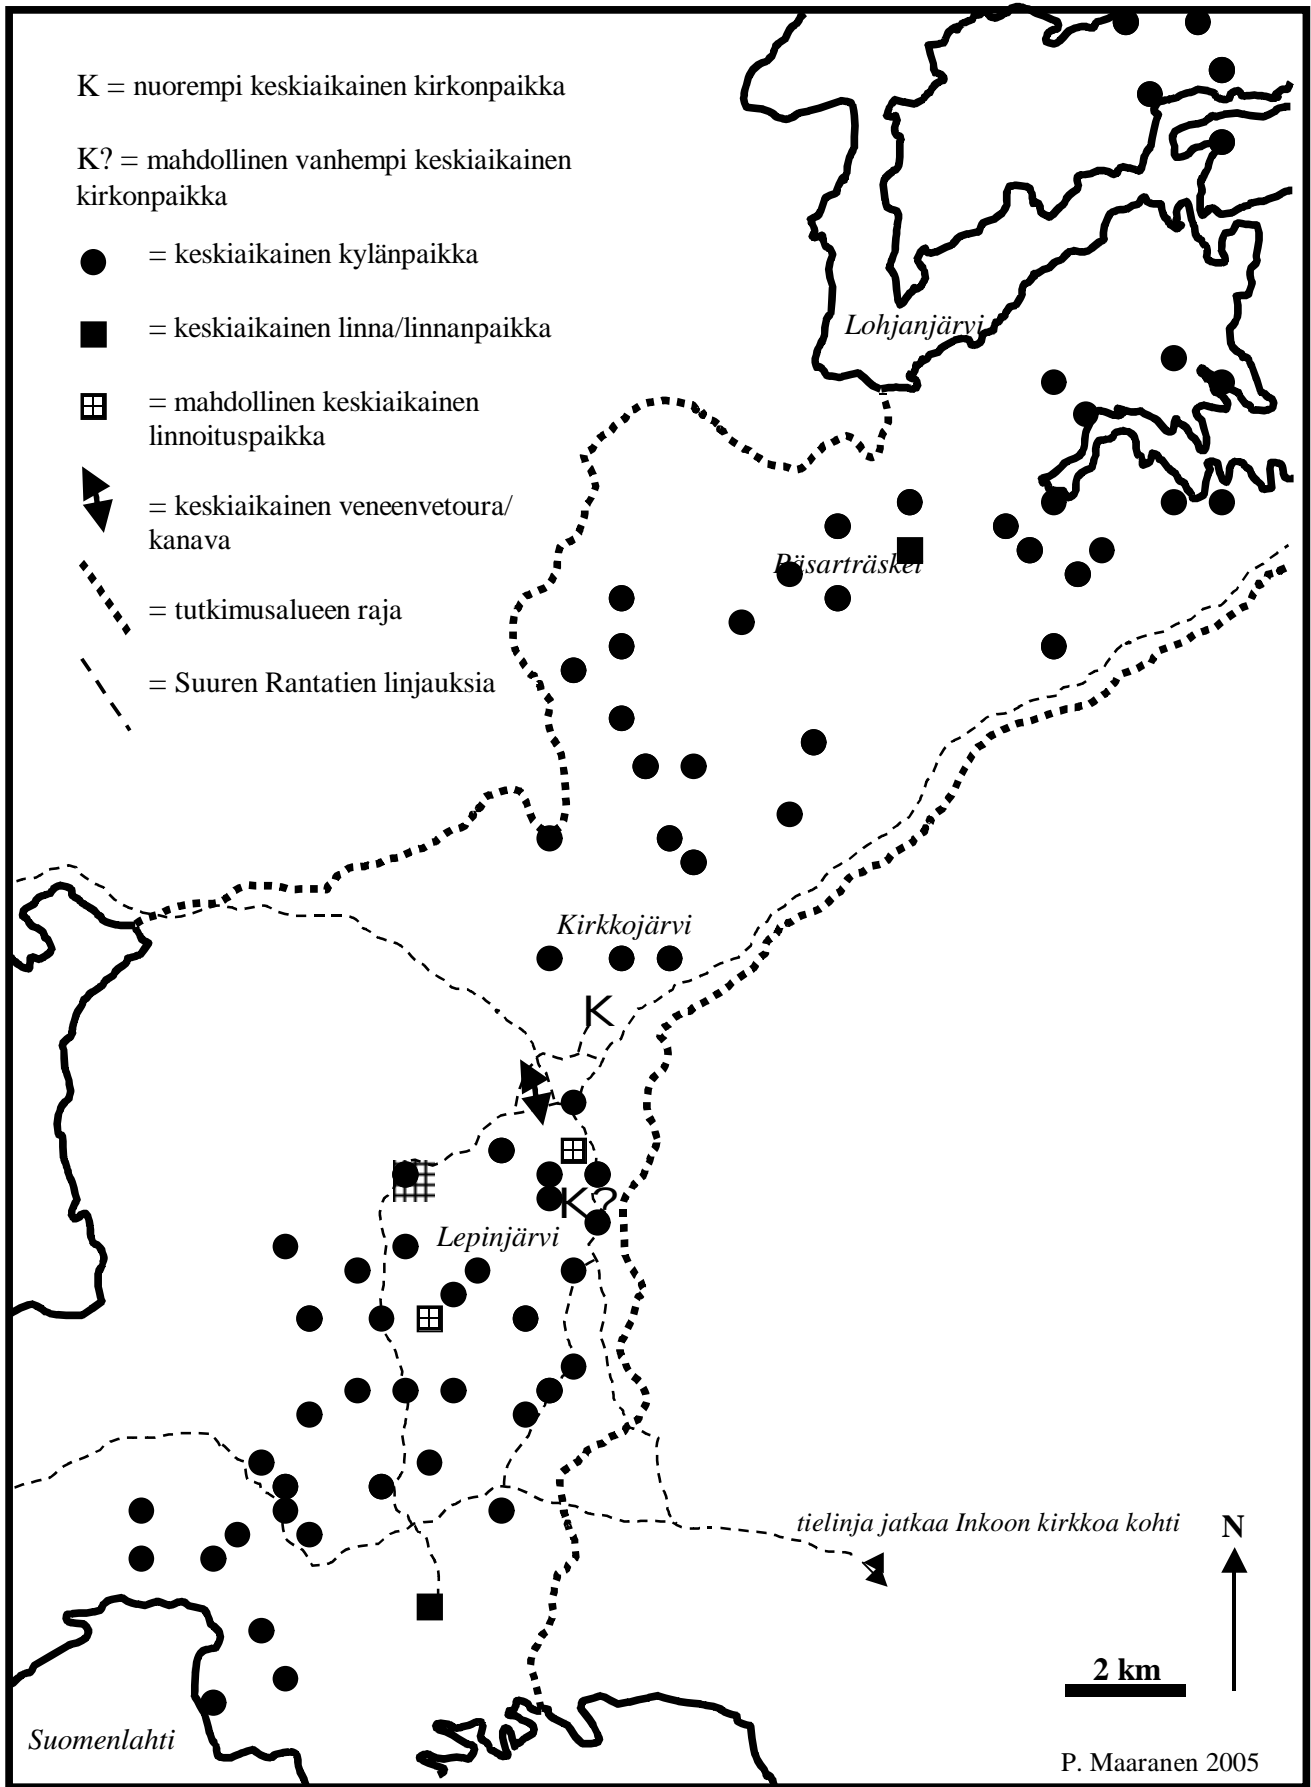 K = nuorempi keskiaikainen kirkonpaikka
K? = mahdollinen vanhempi keskiaikainen
kirkonpaikka
= keskiaikainen kylänpaikka
= keskiaikainen linna/linnanpaikka
= mahdollinen keskiaikainen
linnoituspaikka
= keskiaikainen veneenvetoura/
kanava
= tutkimusalueen raja
= Suuren Rantatien linjauksia
Lohjanjärvi
Päsarträsket
Kirkkojärvi
K
K?
Lepinjärvi
tielinja jatkaa Inkoon kirkkoa kohti
N
2 km
Suomenlahti
P. Maaranen 2005